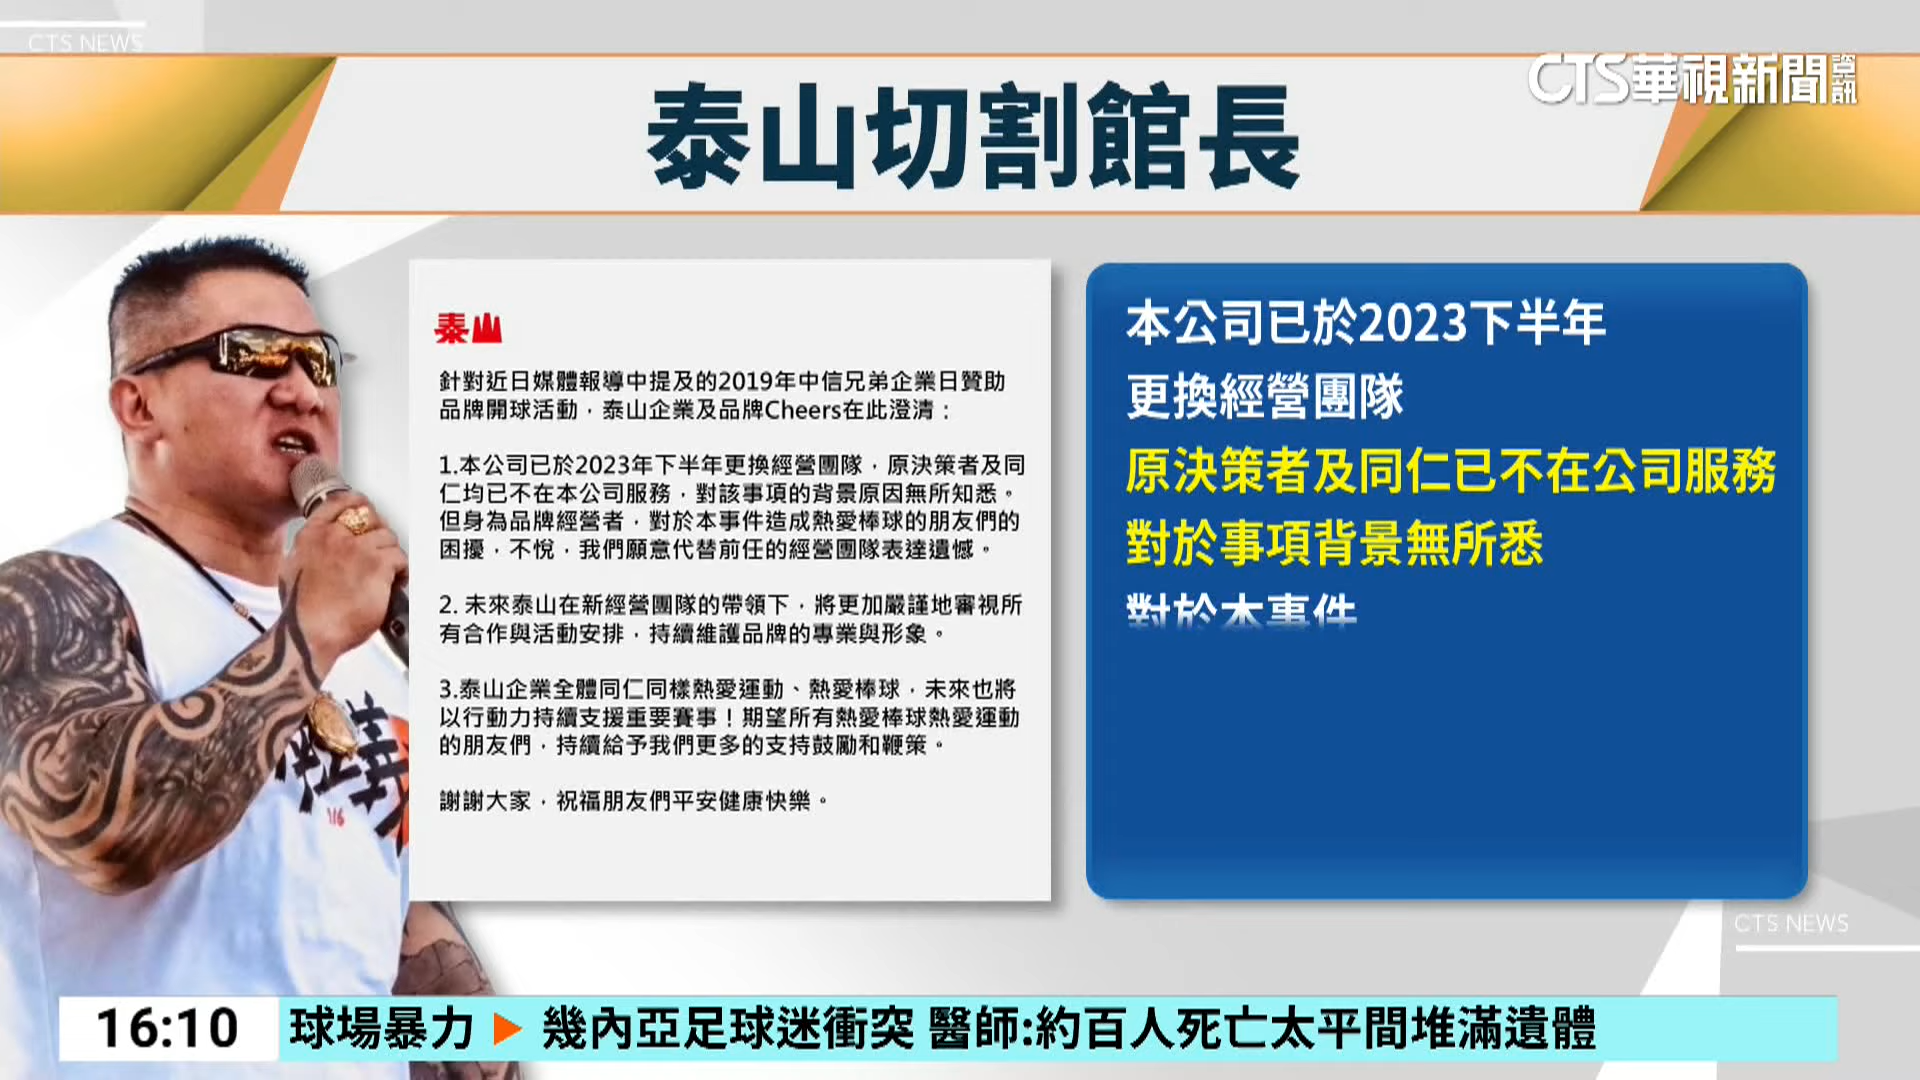 CTS NEWS
CTS華視新聞資訊
泰山切割館長
泰山
針對近日媒體報導中提及的2019年中信兄弟企業日贊助
品牌開球活動，泰山企業及品牌Cheers在此澄清：
1.本公司已於2023年下半年更換經營團隊，原決策者及同
仁均已不在本公司服務，對該事項的背景原因無所知悉。
但身為品牌經營者，對於本事件造成熱愛棒球的朋友們的
困擾，不悅，我們願意代替前任的經營團隊表達遺憾。
2. 未來泰山在新經營團隊的帶領下，將更加嚴謹地審視所
有合作與活動安排，持續維護品牌的專業與形象。
3.泰山企業全體同仁同樣熱愛運動、熱愛棒球，未來也將
以行動力持續支援重要賽事！期望所有熱愛棒球熱愛運動
的朋友們，持續給予我們更多的支持鼓勵和鞭策。
謝謝大家，祝福朋友們平安健康快樂。
本公司已於2023下半年
更換經營團隊
原決策者及同仁已不在公司服務
對於事項背景無所悉
對於本事件
CTS NEWS
16:10
球場暴力▶幾內亞足球迷衝突 醫師:約百人死亡太平間堆滿遺體